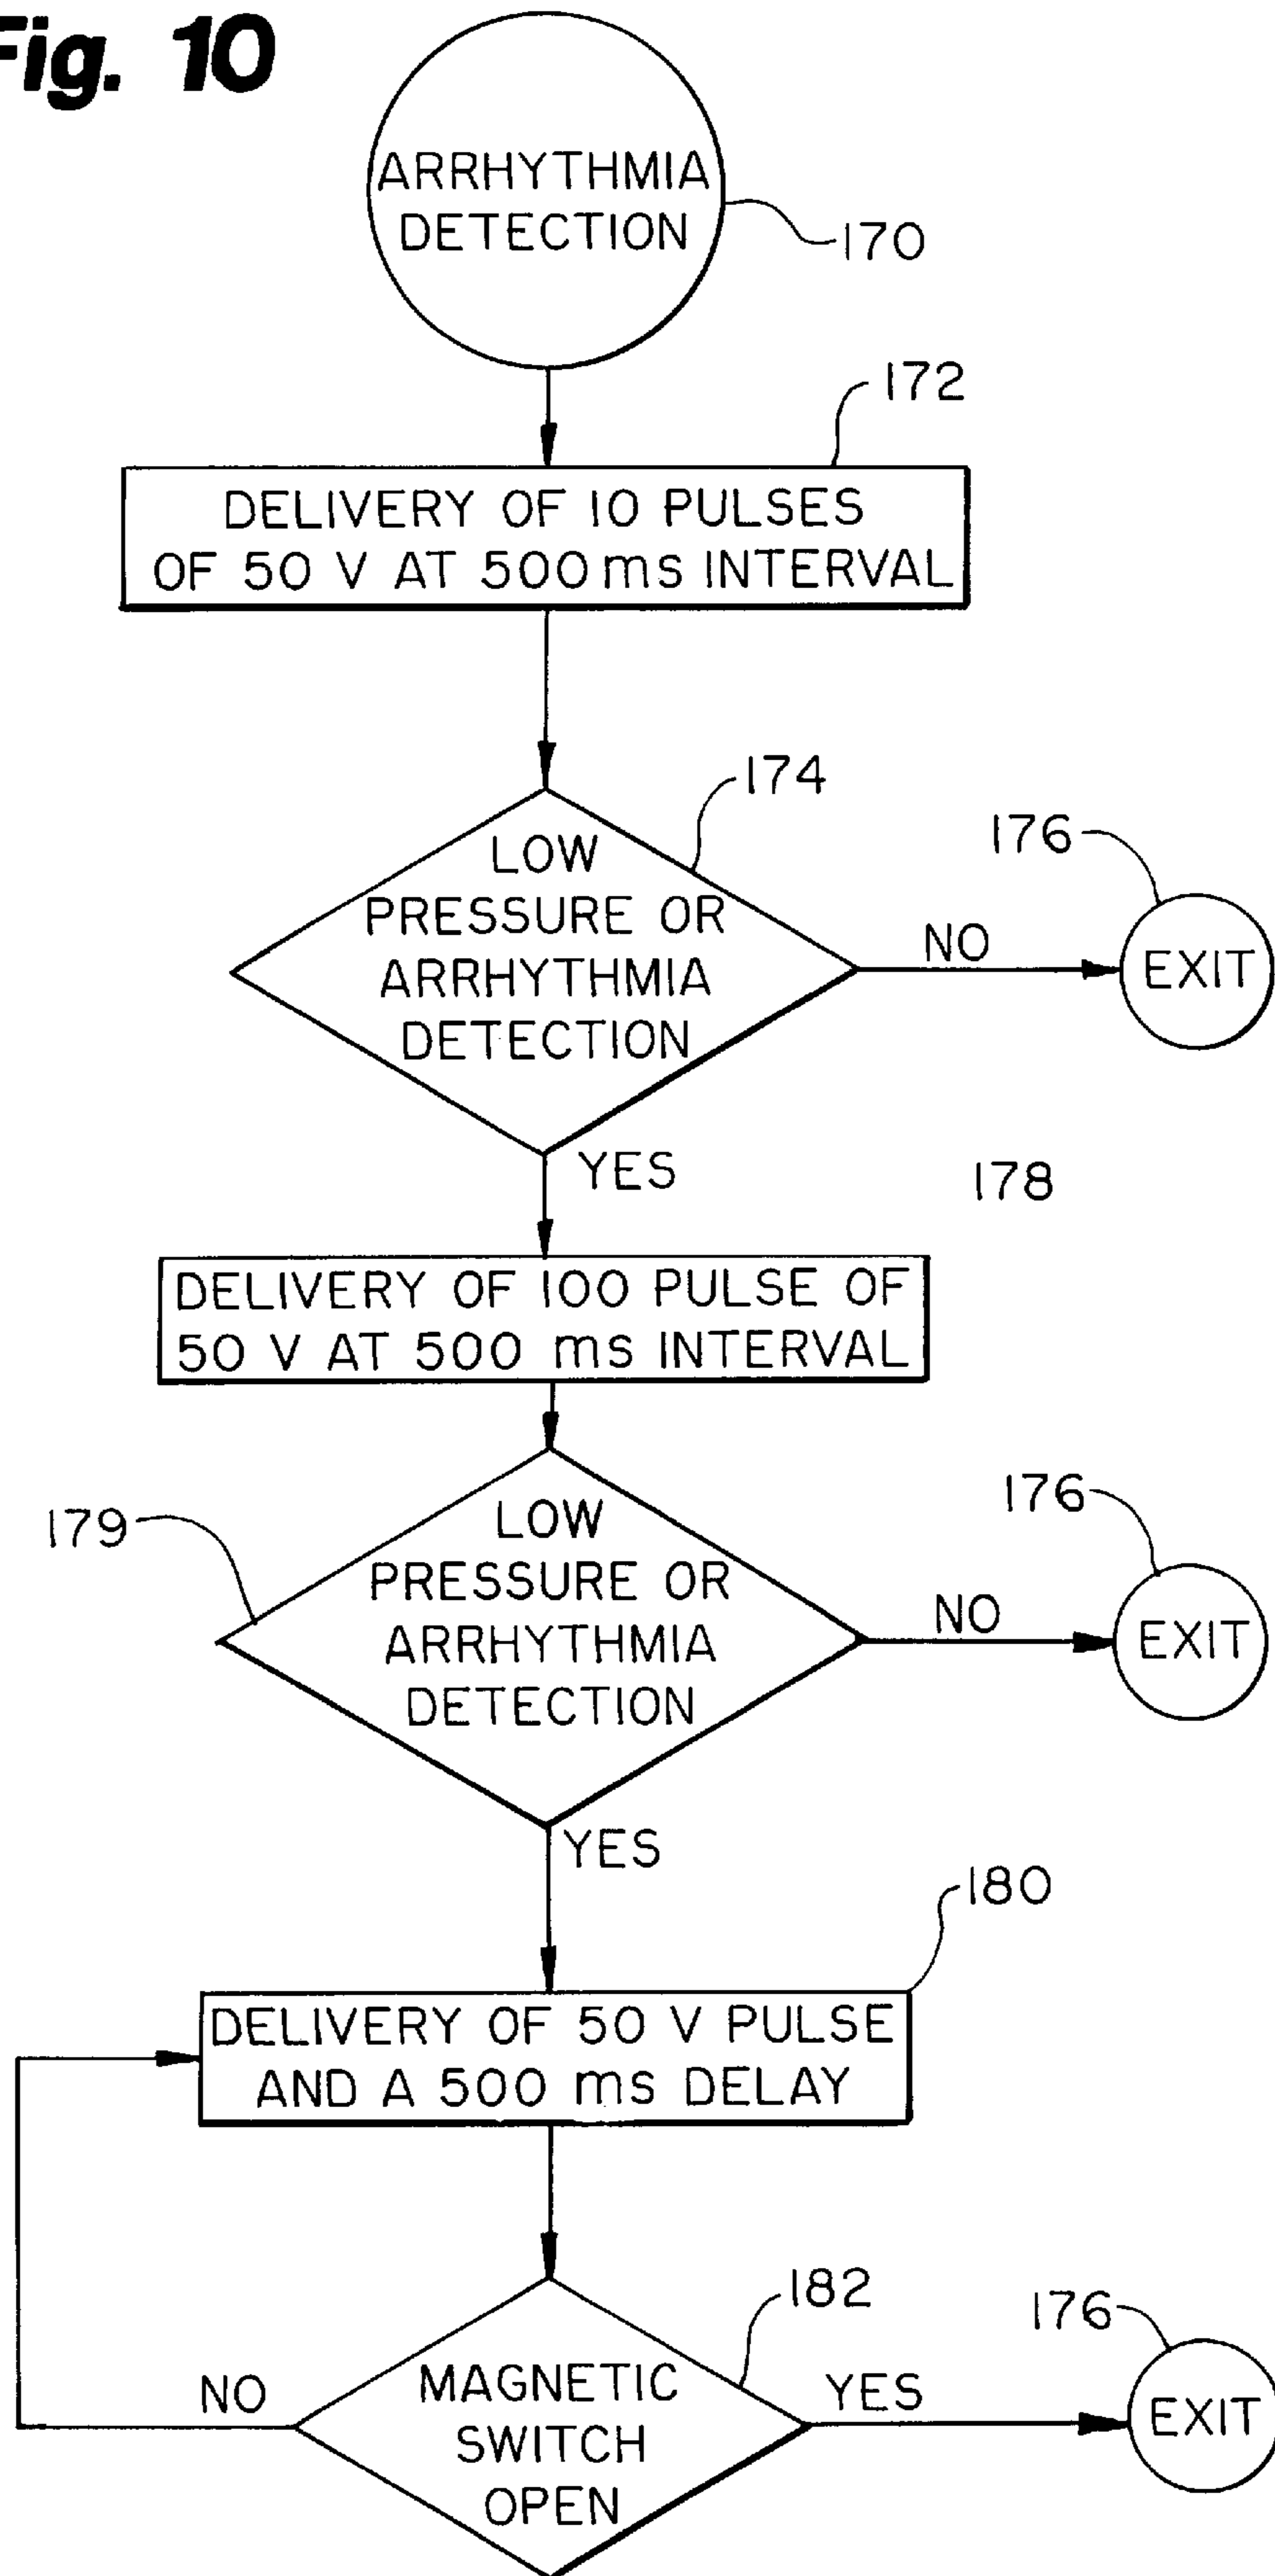 Fig. 10
ARRHYTHMIA
DETECTION
170
172
DELIVERY OF 10 PULSES
OF 50 V AT 500 ms INTERVAL
174
LOW
PRESSURE OR
ARRHYTHMIA
DETECTION
NO
176
EXIT
YES
178
DELIVERY OF 100 PULSE OF
50 V AT 500 ms INTERVAL
179
LOW
PRESSURE OR
ARRHYTHMIA
DETECTION
NO
176
EXIT
YES
180
DELIVERY OF 50 V PULSE
AND A 500 ms DELAY
182
NO
MAGNETIC
SWITCH
OPEN
YES
176
EXIT